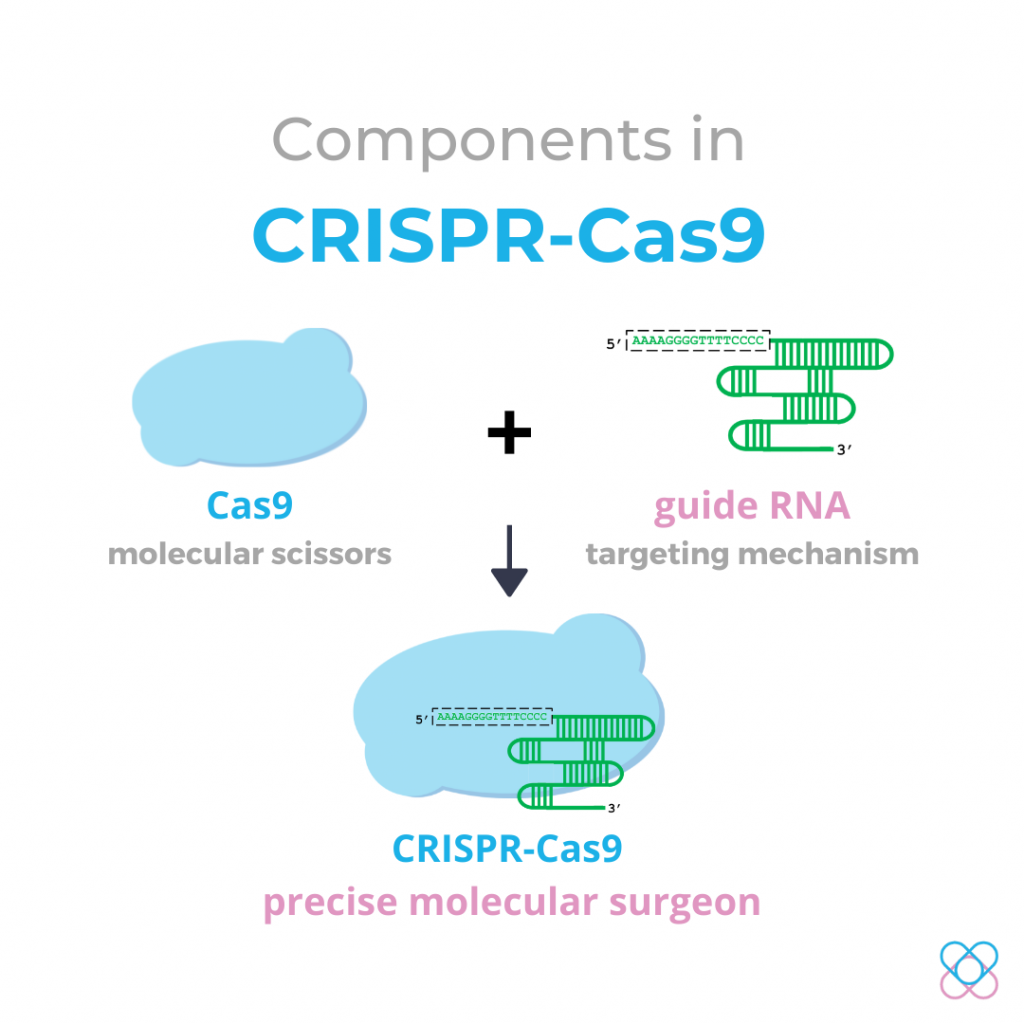 Components in
CRISPR-Cas9
5’ AAAAGGGGTTTTCCCC
3’
Cas9
guide RNA
molecular scissors
targeting mechanism
+
5’ AAAAGGGGTTTTCCCC
3’
CRISPR-Cas9
precise molecular surgeon